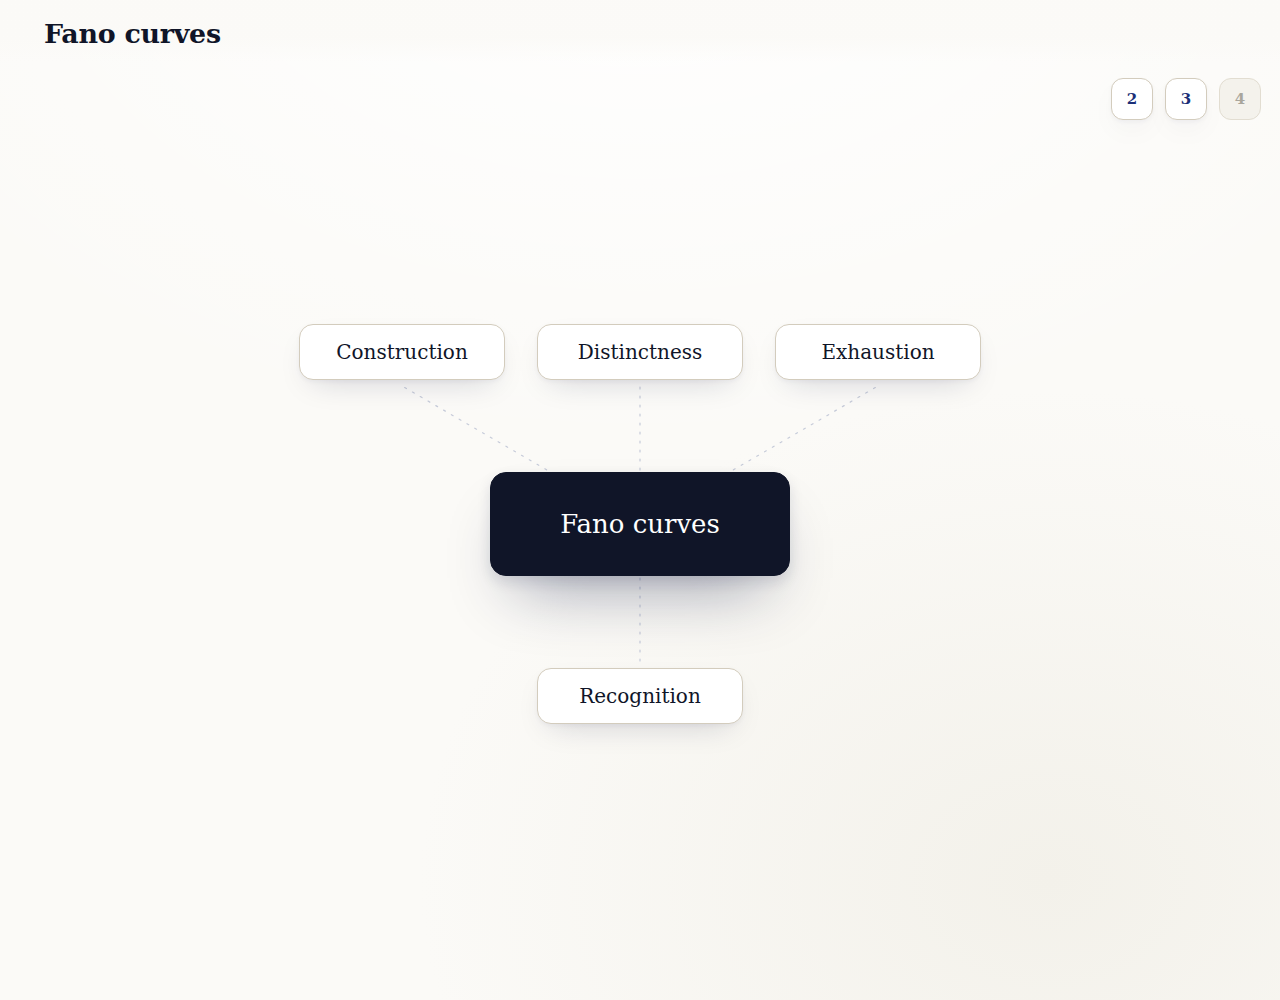 Fano curves
2 3 4
Construction Distinctness Exhaustion
Fano curves
Recognition